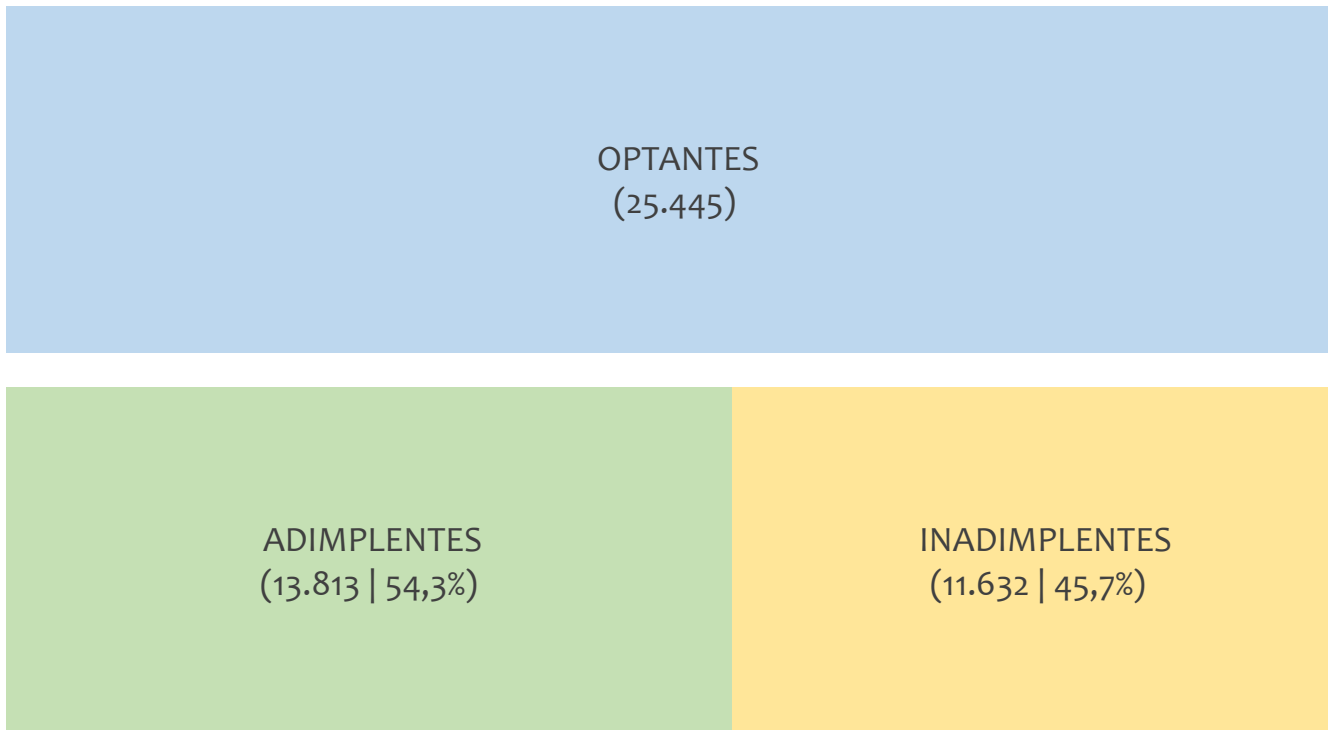 OPTANTES
(25.445)
ADIMPLENTES
(13.813 | 54,3%)
INADIMPLENTES
(11.632 | 45,7%)